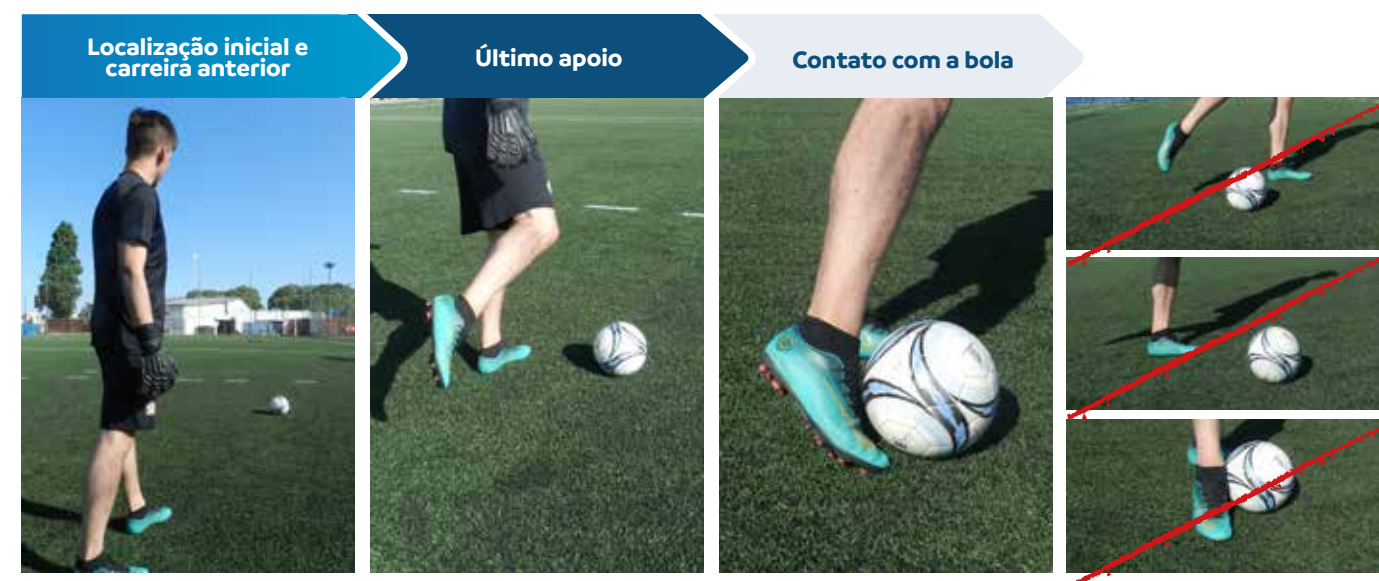 Localização inicial e
carreira anterior
Último apoio
Contato com a bola